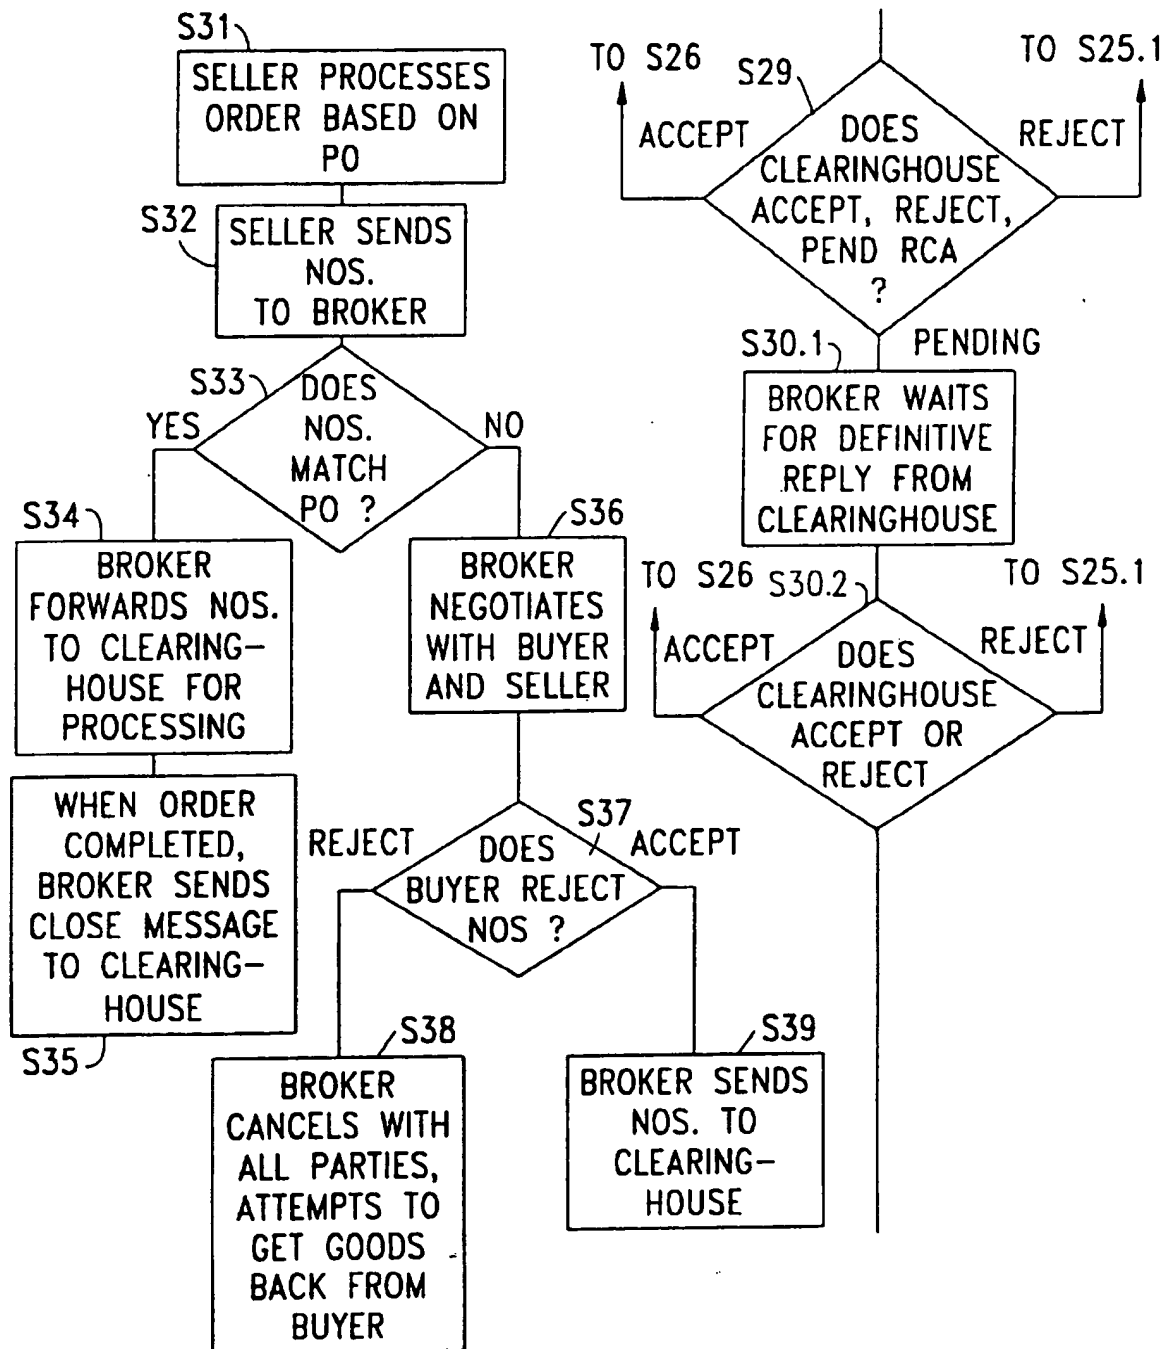 S31
SELLER PROCESSES
ORDER BASED ON
PO
S32
SELLER SENDS
NOS.
TO BROKER
S33
DOES
NOS.
MATCH
PO ?
YES
NO
S34
BROKER
FORWARDS NOS.
TO CLEARING-
HOUSE FOR
PROCESSING
WHEN ORDER
COMPLETED,
BROKER SENDS
CLOSE MESSAGE
TO CLEARING-
HOUSE
S35
S36
BROKER
NEGOTIATES
WITH BUYER
AND SELLER
S37
REJECT
DOES
BUYER REJECT
NOS ?
ACCEPT
S38
BROKER
CANCELS WITH
ALL PARTIES,
ATTEMPTS TO
GET GOODS
BACK FROM
BUYER
S39
BROKER SENDS
NOS. TO
CLEARING-
HOUSE
TO S26
S29
TO S25.1
ACCEPT
DOES
CLEARINGHOUSE
ACCEPT, REJECT,
PEND RCA
?
REJECT
S30.1
PENDING
BROKER WAITS
FOR DEFINITIVE
REPLY FROM
CLEARINGHOUSE
TO S26
S30.2
TO S25.1
ACCEPT
DOES
CLEARINGHOUSE
ACCEPT OR
REJECT
REJECT